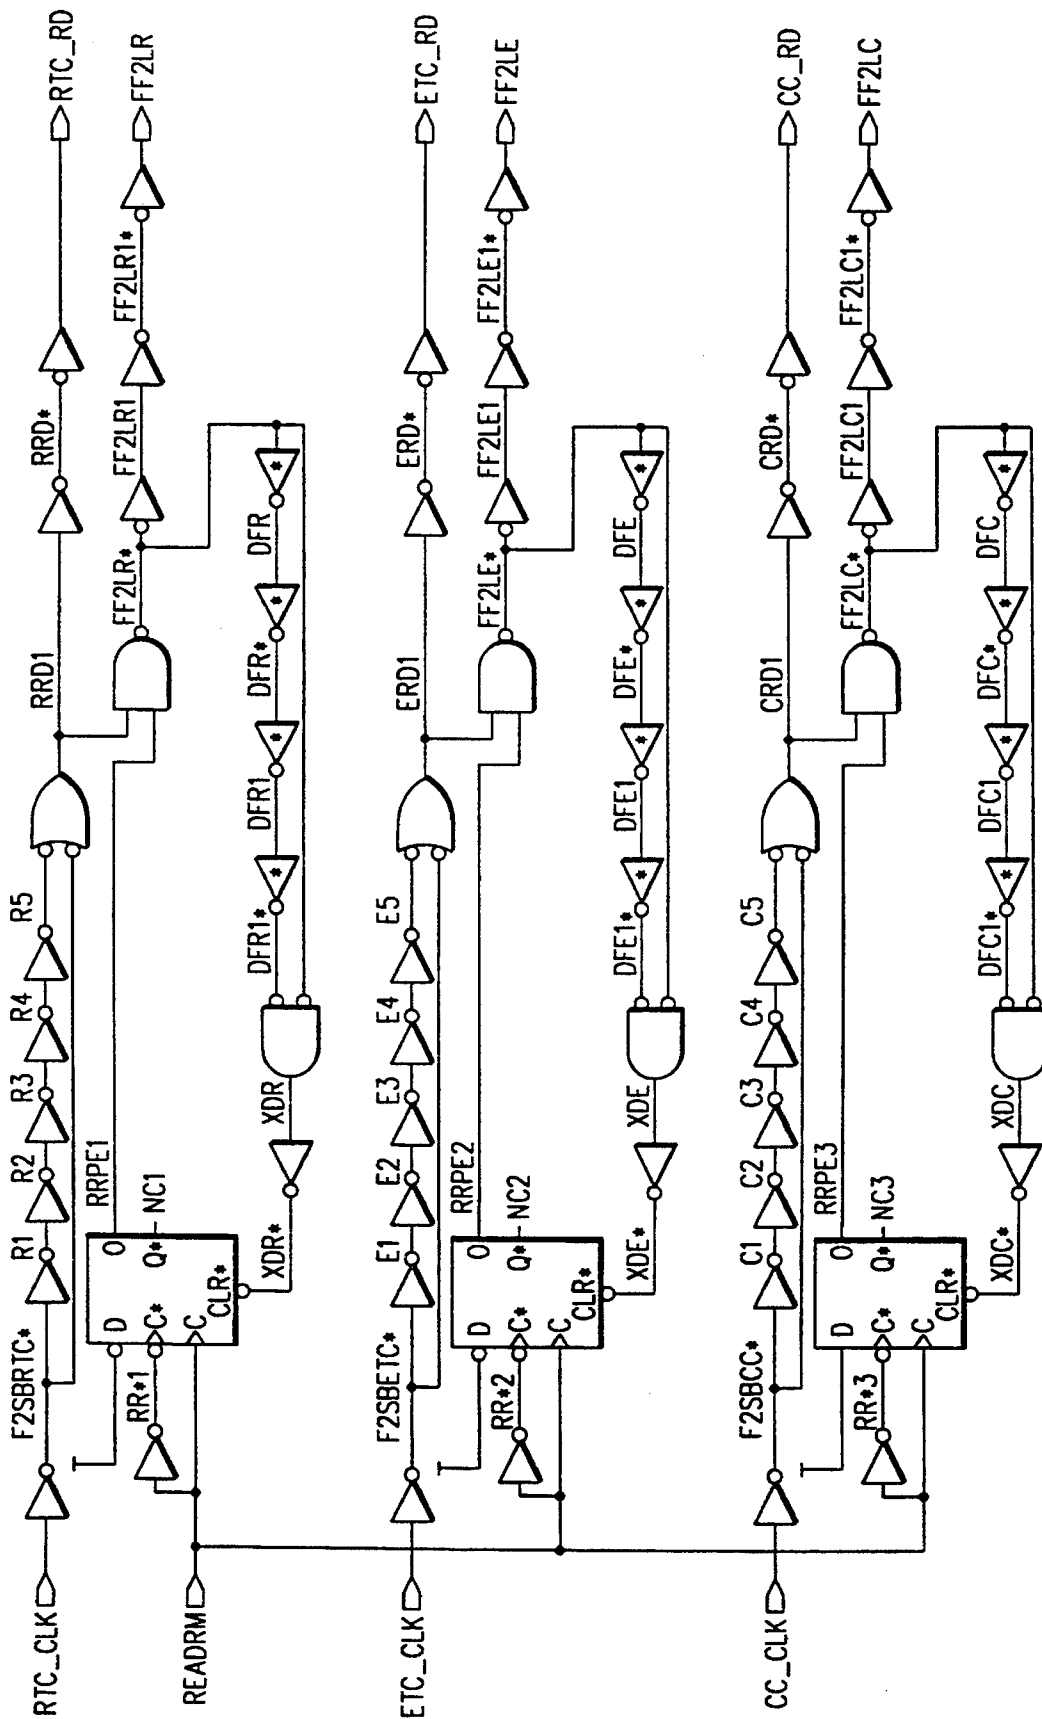 RTC_CLK
F2SBRTC*
R1
R2
R3
R4
R5
RRD1
RRD*
RTC_RD
READRM
RR*1
D
C*
C
O
Q*
CLR*
NC1
RRPE1
FF2LR*
FF2LR1
FF2LR1*
FF2LR
XDR*
XDR
DFR1*
DFR1
DFR*
DFR
*
*
*
*
ETC_CLK
F2SBETC*
E1
E2
E3
E4
E5
ERD1
ERD*
ETC_RD
RR*2
D
C*
C
O
Q*
CLR*
NC2
RRPE2
FF2LE*
FF2LE1
FF2LE1*
FF2LE
XDE*
XDE
DFE1*
DFE1
DFE*
DFE
*
*
*
*
CC_CLK
F2SBCC*
C1
C2
C3
C4
C5
CRD1
CRD*
CC_RD
RR*3
D
C*
C
O
Q*
CLR*
NC3
RRPE3
FF2LC*
FF2LC1
FF2LC1*
FF2LC
XDC*
XDC
DFC1*
DFC1
DFC*
DFC
*
*
*
*